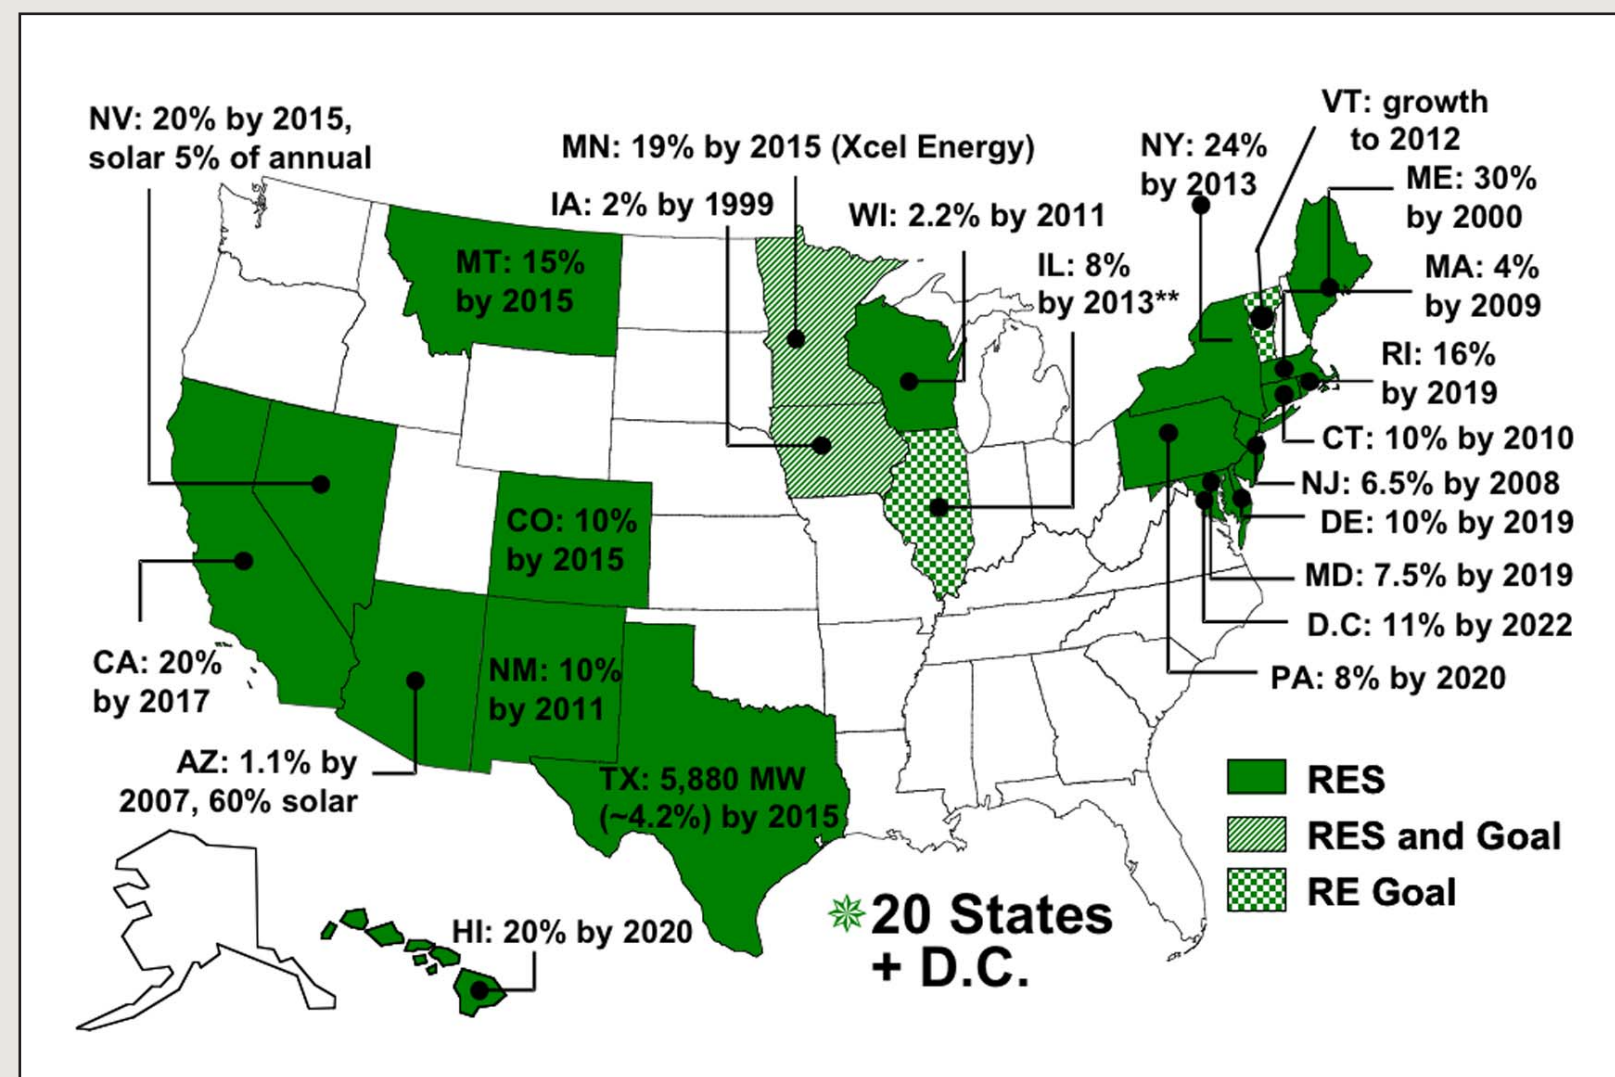 NV: 20% by 2015,
solar 5% of annual
MN: 19% by 2015 (Xcel Energy)
IA: 2% by 1999
WI: 2.2% by 2011
IL: 8%
by 2013**
NY: 24%
by 2013
VT: growth
to 2012
ME: 30%
by 2000
MA: 4%
by 2009
RI: 16%
by 2019
CT: 10% by 2010
NJ: 6.5% by 2008
DE: 10% by 2019
MD: 7.5% by 2019
D.C: 11% by 2022
PA: 8% by 2020
MT: 15%
by 2015
CO: 10%
by 2015
CA: 20%
by 2017
NM: 10%
by 2011
AZ: 1.1% by
2007, 60% solar
TX: 5,880 MW
(~4.2%) by 2015
HI: 20% by 2020
20 States
+ D.C.
RES
RES and Goal
RE Goal